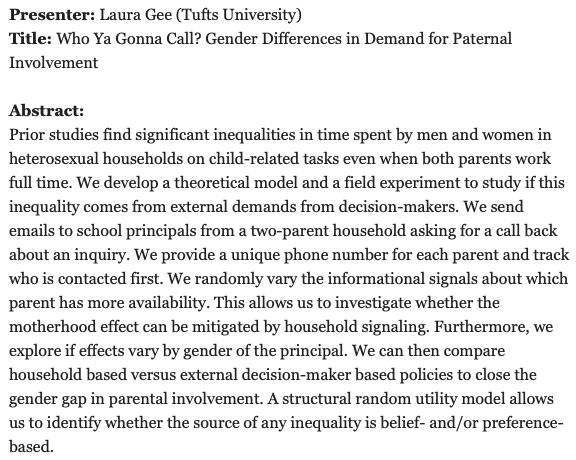 Presenter: Laura Gee (Tufts University)
Title: Who Ya Gonna Call? Gender Differences in Demand for Paternal
Involvement
Abstract:
Prior studies find significant inequalities in time spent by men and women in
heterosexual households on child-related tasks even when both parents work
full time. We develop a theoretical model and a field experiment to study if this
inequality comes from external demands from decision-makers. We send
emails to school principals from a two-parent household asking for a call back
about an inquiry. We provide a unique phone number for each parent and track
who is contacted first. We randomly vary the informational signals about which
parent has more availability. This allows us to investigate whether the
motherhood effect can be mitigated by household signaling. Furthermore, we
explore if effects vary by gender of the principal. We can then compare
household based versus external decision-maker based policies to close the
gender gap in parental involvement. A structural random utility model allows
us to identify whether the source of any inequality is belief- and/or preference-
based.